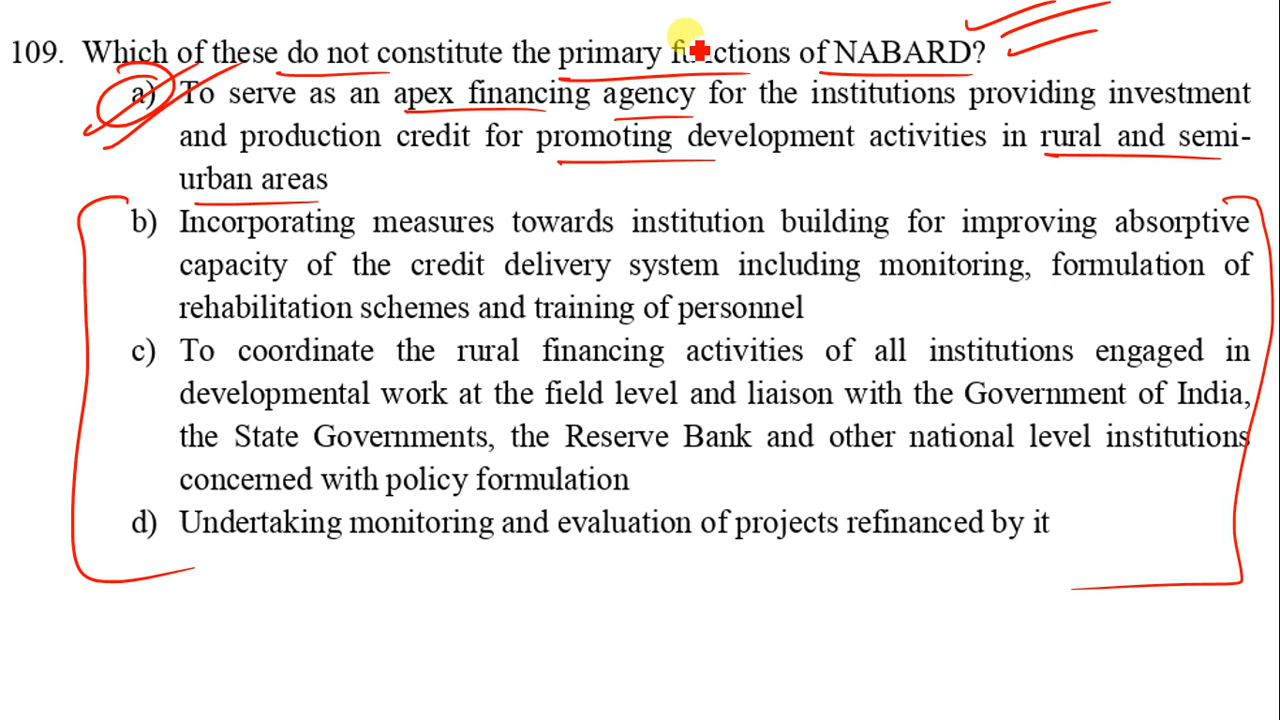 109. Which of these do not constitute the primary functions of NABARD?
a) To serve as an apex financing agency for the institutions providing investment
and production credit for promoting development activities in rural and semi-
urban areas
b) Incorporating measures towards institution building for improving absorptive
capacity of the credit delivery system including monitoring, formulation of
rehabilitation schemes and training of personnel
c) To coordinate the rural financing activities of all institutions engaged in
developmental work at the field level and liaison with the Government of India,
the State Governments, the Reserve Bank and other national level institutions
concerned with policy formulation
d) Undertaking monitoring and evaluation of projects refinanced by it